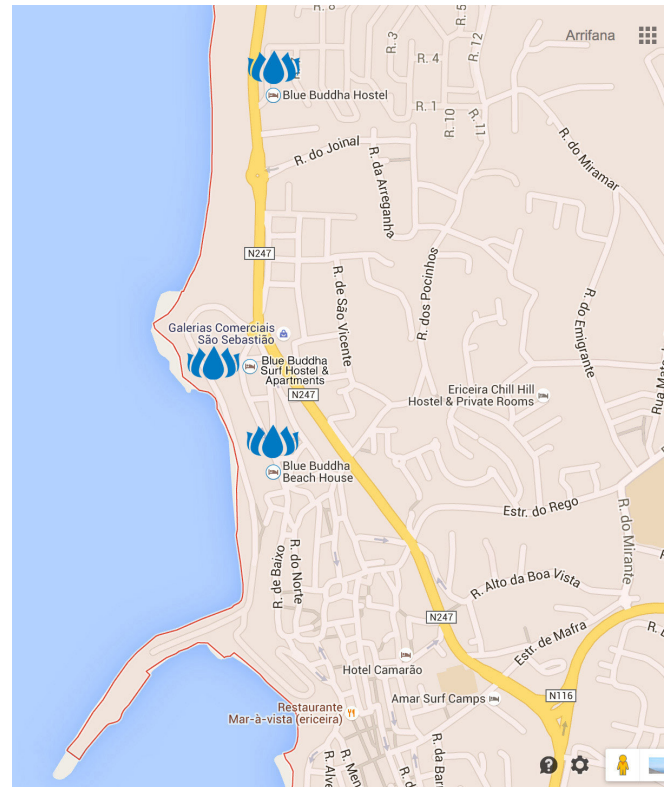 R. 8
R. 5
R. 12
Arrifana
R. 3
R. 4
Blue Buddha Hostel
R. 1
R. 10
R. 11
R. do Joinal
R. da Arreganha
R. do Miramar
N247
R. de São Vicente
R. dos Pocinhos
R. do Emigrante
Galerias Comerciais
São Sebastião
Blue Buddha
Surf Hostel &
Apartments
N247
Ericeira Chill Hill
Hostel & Private Rooms
Blue Buddha
Beach House
Estr. do Rego
R. do Mirante
R. de Baixo
R. do Norte
R. Alto da Boa Vista
N247
Estr. de Mafra
Hotel Camarão
Amar Surf Camps
N116
Restaurante
Mar-à-vista (ericeira)
?